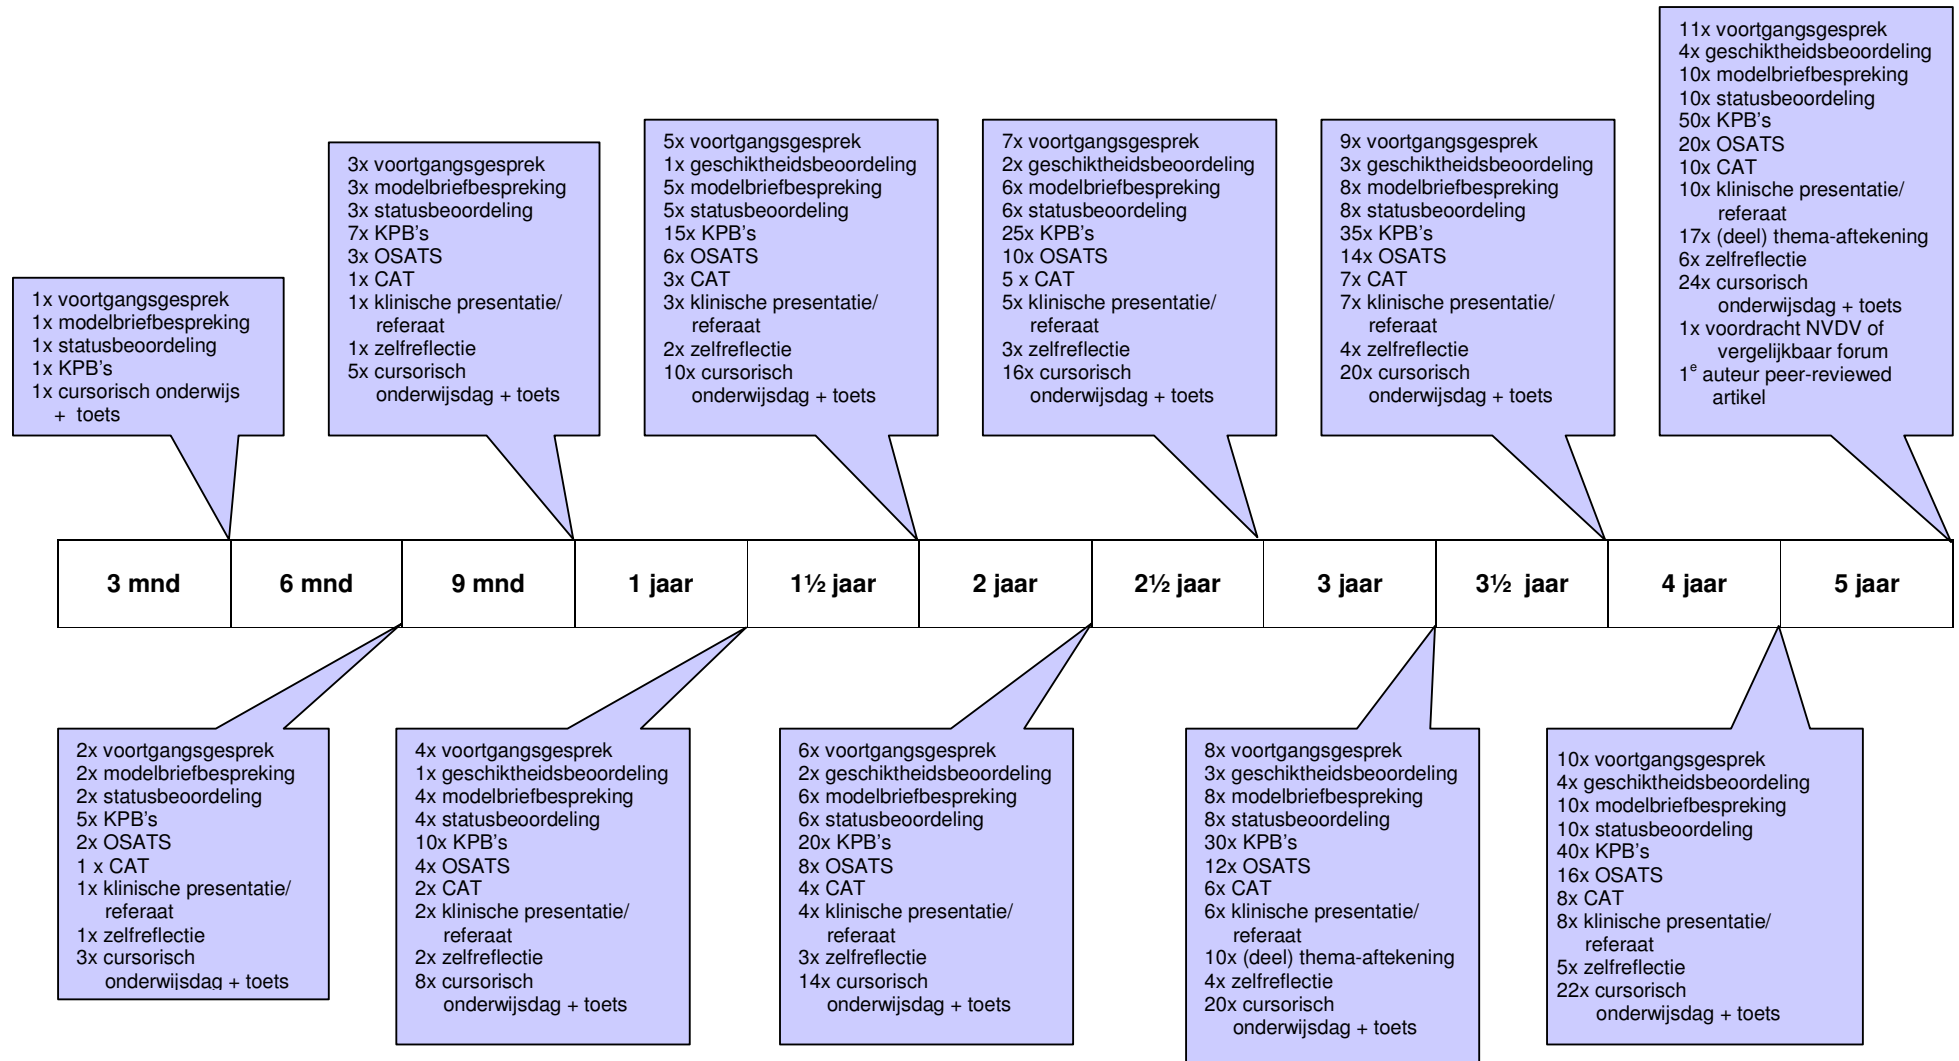 11x voortgangsgesprek
4x geschiktheidsbeoordeling
10x modelbriefbespreking
10x statusbeoordeling
50x KPB's
20x OSATS
10x CAT
10x klinische presentatie/
referaat
17x (deel) thema-aftekening
6x zelfreflectie
24x cursorisch
onderwijsdag + toets
1x voordracht NVDV of
vergelijkbaar forum
1e auteur peer-reviewed
artikel
5x voortgangsgesprek
1x geschiktheidsbeoordeling
5x modelbriefbespreking
5x statusbeoordeling
15x KPB's
6x OSATS
3x CAT
3x klinische presentatie/
referaat
2x zelfreflectie
10x cursorisch
onderwijsdag + toets
7x voortgangsgesprek
2x geschiktheidsbeoordeling
6x modelbriefbespreking
6x statusbeoordeling
25x KPB's
10x OSATS
5 x CAT
5x klinische presentatie/
referaat
3x zelfreflectie
16x cursorisch
onderwijsdag + toets
9x voortgangsgesprek
3x geschiktheidsbeoordeling
8x modelbriefbespreking
8x statusbeoordeling
35x KPB's
14x OSATS
7x CAT
7x klinische presentatie/
referaat
4x zelfreflectie
20x cursorisch
onderwijsdag + toets
3x voortgangsgesprek
3x modelbriefbespreking
3x statusbeoordeling
7x KPB's
3x OSATS
1x CAT
1x klinische presentatie/
referaat
1x zelfreflectie
5x cursorisch
onderwijsdag + toets
1x voortgangsgesprek
1x modelbriefbespreking
1x statusbeoordeling
1x KPB's
1x cursorisch onderwijs
+ toets
3 mnd
6 mnd
9 mnd
1 jaar
1½ jaar
2 jaar
2½ jaar
3 jaar
3½ jaar
4 jaar
5 jaar
2x voortgangsgesprek
2x modelbriefbespreking
2x statusbeoordeling
5x KPB's
2x OSATS
1 x CAT
1x klinische presentatie/
referaat
1x zelfreflectie
3x cursorisch
onderwijsdag + toets
4x voortgangsgesprek
1x geschiktheidsbeoordeling
4x modelbriefbespreking
4x statusbeoordeling
10x KPB's
4x OSATS
2x CAT
2x klinische presentatie/
referaat
2x zelfreflectie
8x cursorisch
onderwijsdag + toets
6x voortgangsgesprek
2x geschiktheidsbeoordeling
6x modelbriefbespreking
6x statusbeoordeling
20x KPB's
8x OSATS
4x CAT
4x klinische presentatie/
referaat
3x zelfreflectie
14x cursorisch
onderwijsdag + toets
8x voortgangsgesprek
3x geschiktheidsbeoordeling
8x modelbriefbespreking
8x statusbeoordeling
30x KPB's
12x OSATS
6x CAT
6x klinische presentatie/
referaat
10x (deel) thema-aftekening
4x zelfreflectie
20x cursorisch
onderwijsdag + toets
10x voortgangsgesprek
4x geschiktheidsbeoordeling
10x modelbriefbespreking
10x statusbeoordeling
40x KPB's
16x OSATS
8x CAT
8x klinische presentatie/
referaat
5x zelfreflectie
22x cursorisch
onderwijsdag + toets